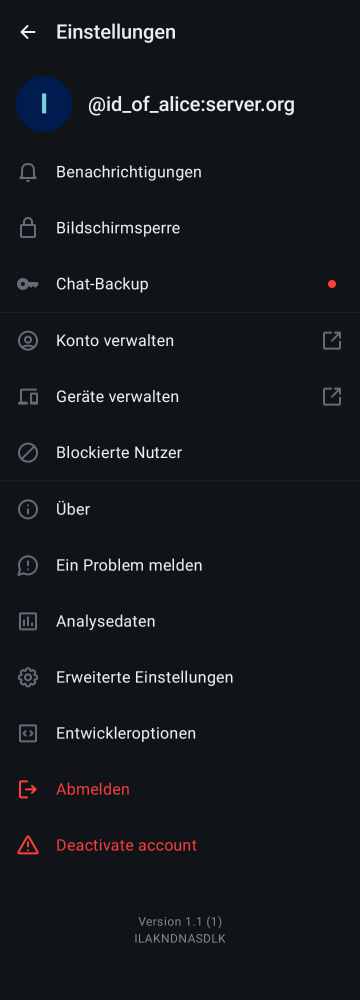 Einstellungen
I
@id_of_alice:server.org
Benachrichtigungen
Bildschirmsperre
Chat-Backup
Konto verwalten
Geräte verwalten
Blockierte Nutzer
Über
Ein Problem melden
Analysedaten
Erweiterte Einstellungen
Entwickleroptionen
Abmelden
Deactivate account
Version 1.1 (1)
ILAKNDNASDLK